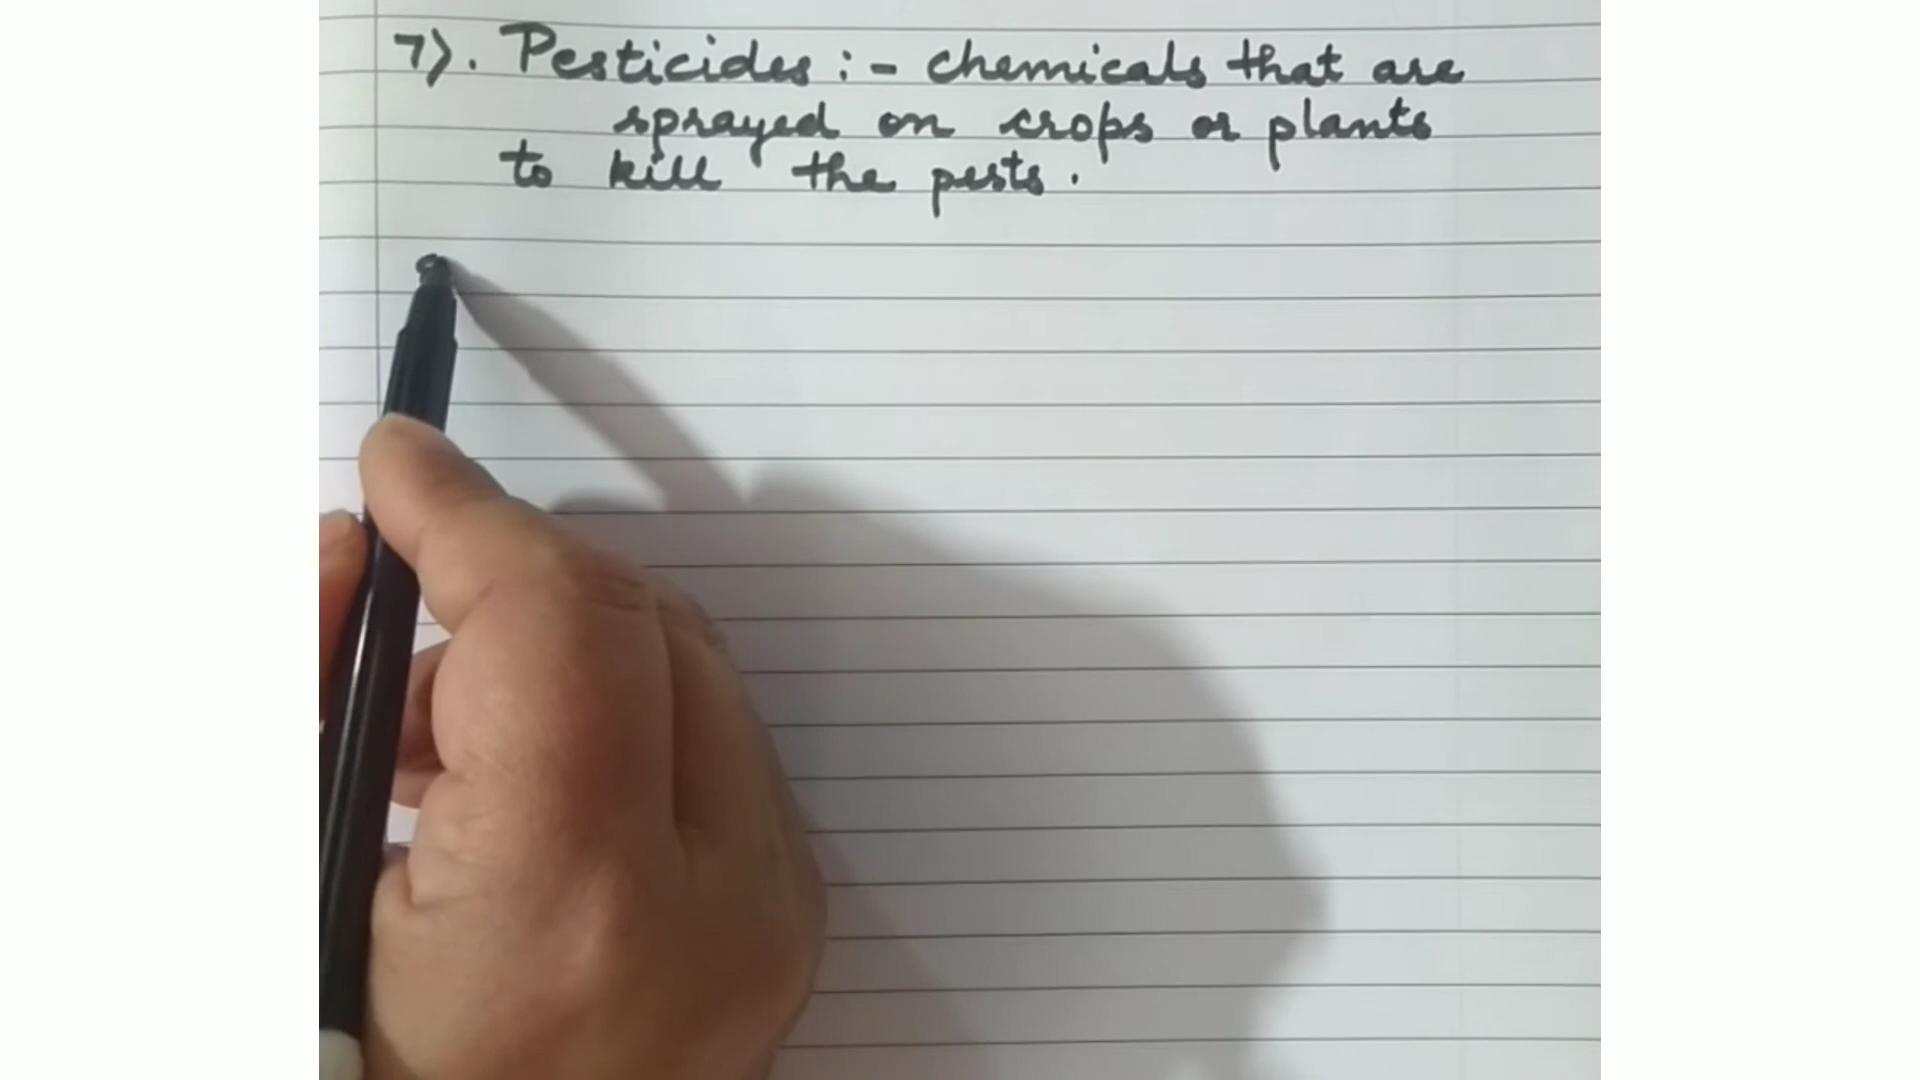 7). Pesticides :- chemicals that are
sprayed on crops or plants
to kill the pests.